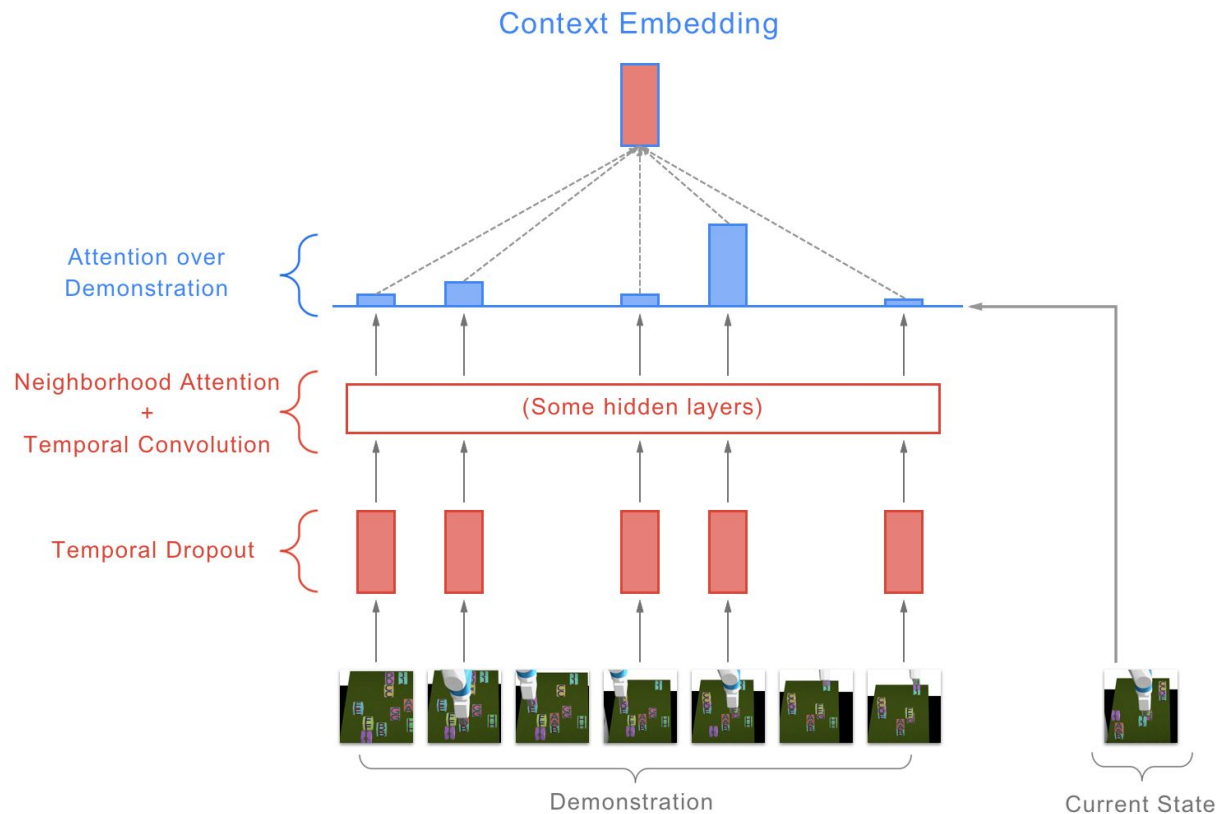 Context Embedding
Attention over
Demonstration
Neighborhood Attention
+
Temporal Convolution
(Some hidden layers)
Temporal Dropout
Demonstration
Current State